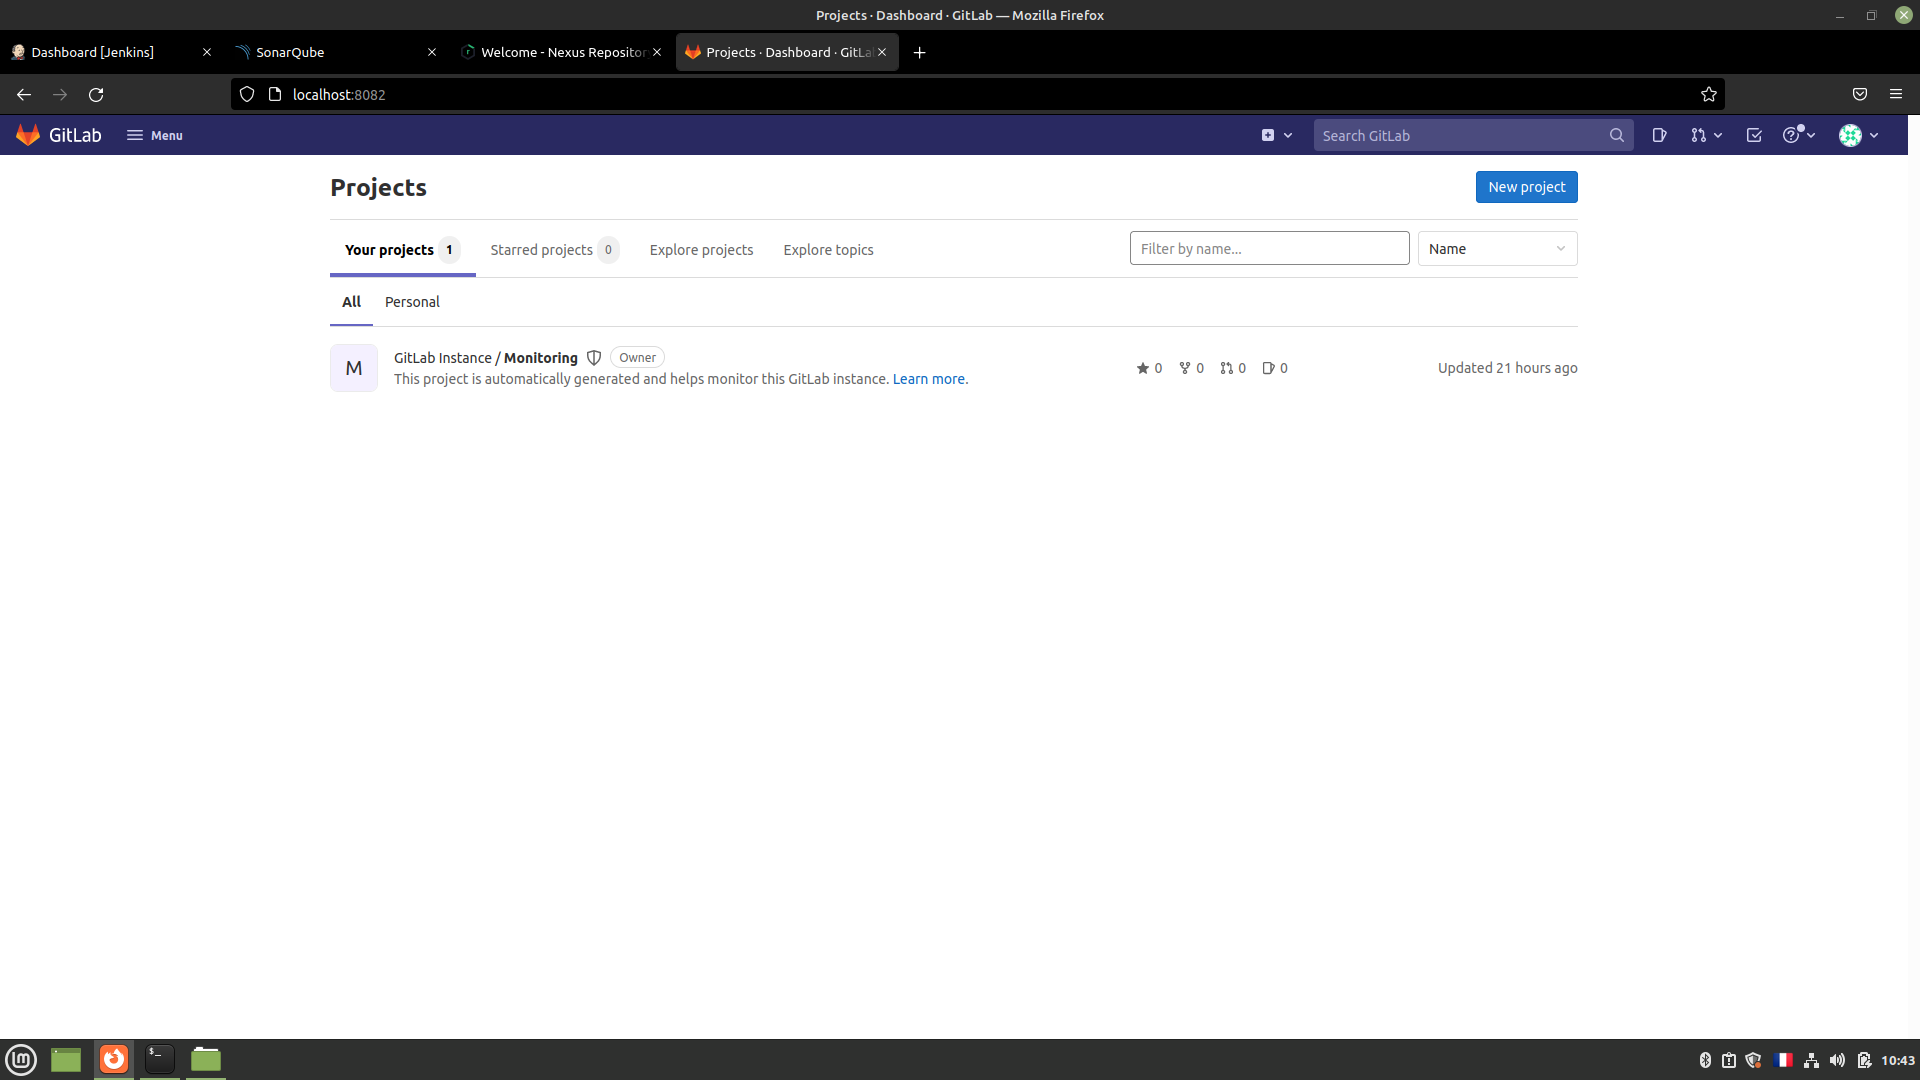 Projects · Dashboard · GitLab — Mozilla Firefox
Dashboard [Jenkins]
SonarQube
Welcome - Nexus Repositor
Projects · Dashboard · GitLa
localhost:8082
GitLab
Menu
Search GitLab
Projects
New project
Your projects 1
Starred projects 0
Explore projects
Explore topics
Filter by name...
Name
All
Personal
M
GitLab Instance / Monitoring
Owner
This project is automatically generated and helps monitor this GitLab instance. Learn more.
0
0
0
0
Updated 21 hours ago
$_
10:43